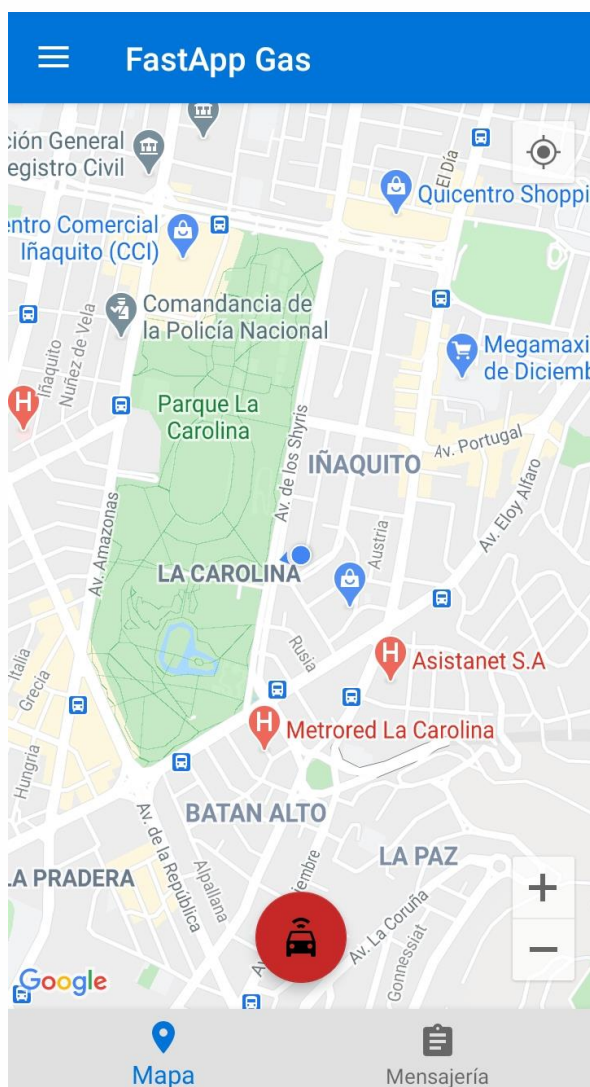 FastApp Gas
ción General
egistro Civil
El Día
Quicentro Shoppi
entro Comercial
Iñaquito (CCI)
Comandancia de
la Policía Nacional
Iñaquito
Nuñez de Vela
Megamaxi
de Diciemb
H
Parque La
Carolina
Av. de los Shyris
IÑAQUITO
Av. Portugal
Av. Eloy Alfaro
Av. Amazonas
LA CAROLINA
Austria
Rusia
H Asistanet S.A
Italia
Grecia
H Metrored La Carolina
Hungría
BATAN ALTO
Av. de la República
Alpallana
iembre
LA PAZ
LA PRADERA
+
Av. La Coruña
Gonnessiat
−
Google
Mapa
Mensajería